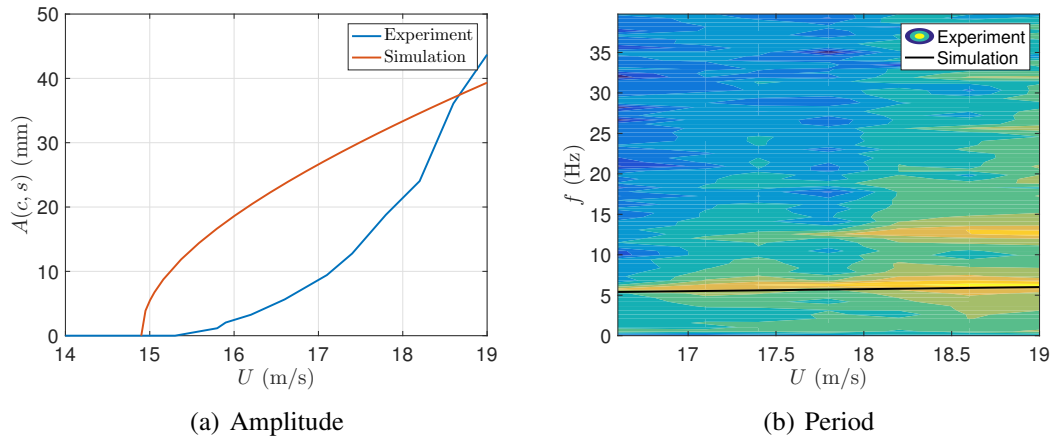 50
40
30
20
10
0
14 15 16 17 18 19
A(c, s) (mm)
U (m/s)
Experiment
Simulation
(a) Amplitude
35
30
25
20
15
10
5
0
17 17.5 18 18.5 19
f (Hz)
U (m/s)
Experiment
Simulation
(b) Period